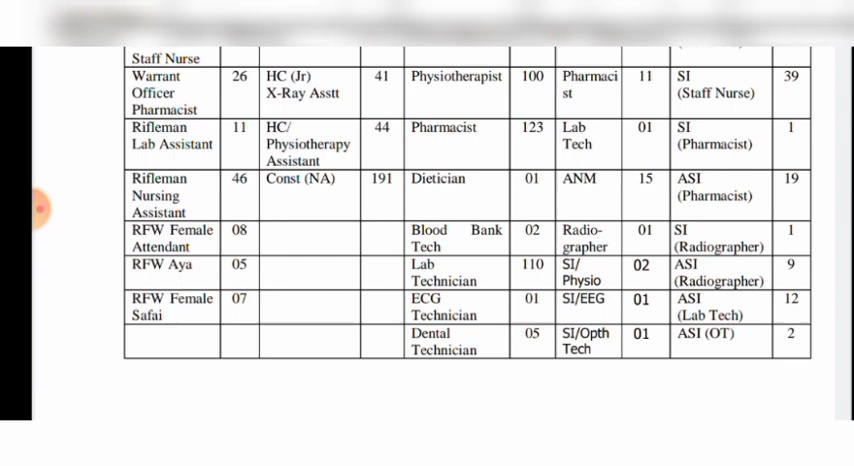 Staff Nurse
Warrant 26 HC (Jr) 41 Physiotherapist 100 Pharmaci 11 SI 39
Officer X-Ray Asstt st (Staff Nurse)
Pharmacist
Rifleman 11 HC/ 44 Pharmacist 123 Lab 01 SI 1
Lab Assistant Physiotherapy Tech (Pharmacist)
Assistant
Rifleman 46 Const (NA) 191 Dietician 01 ANM 15 ASI 19
Nursing (Pharmacist)
Assistant
RFW Female 08 Blood Bank 02 Radio- 01 SI 1
Attendant Tech grapher (Radiographer)
RFW Aya 05 Lab 110 SI/ 02 ASI 9
Technician Physio (Radiographer)
RFW Female 07 ECG 01 SI/EEG 01 ASI 12
Safai Technician (Lab Tech)
Dental 05 SI/Opth 01 ASI (OT) 2
Technician Tech